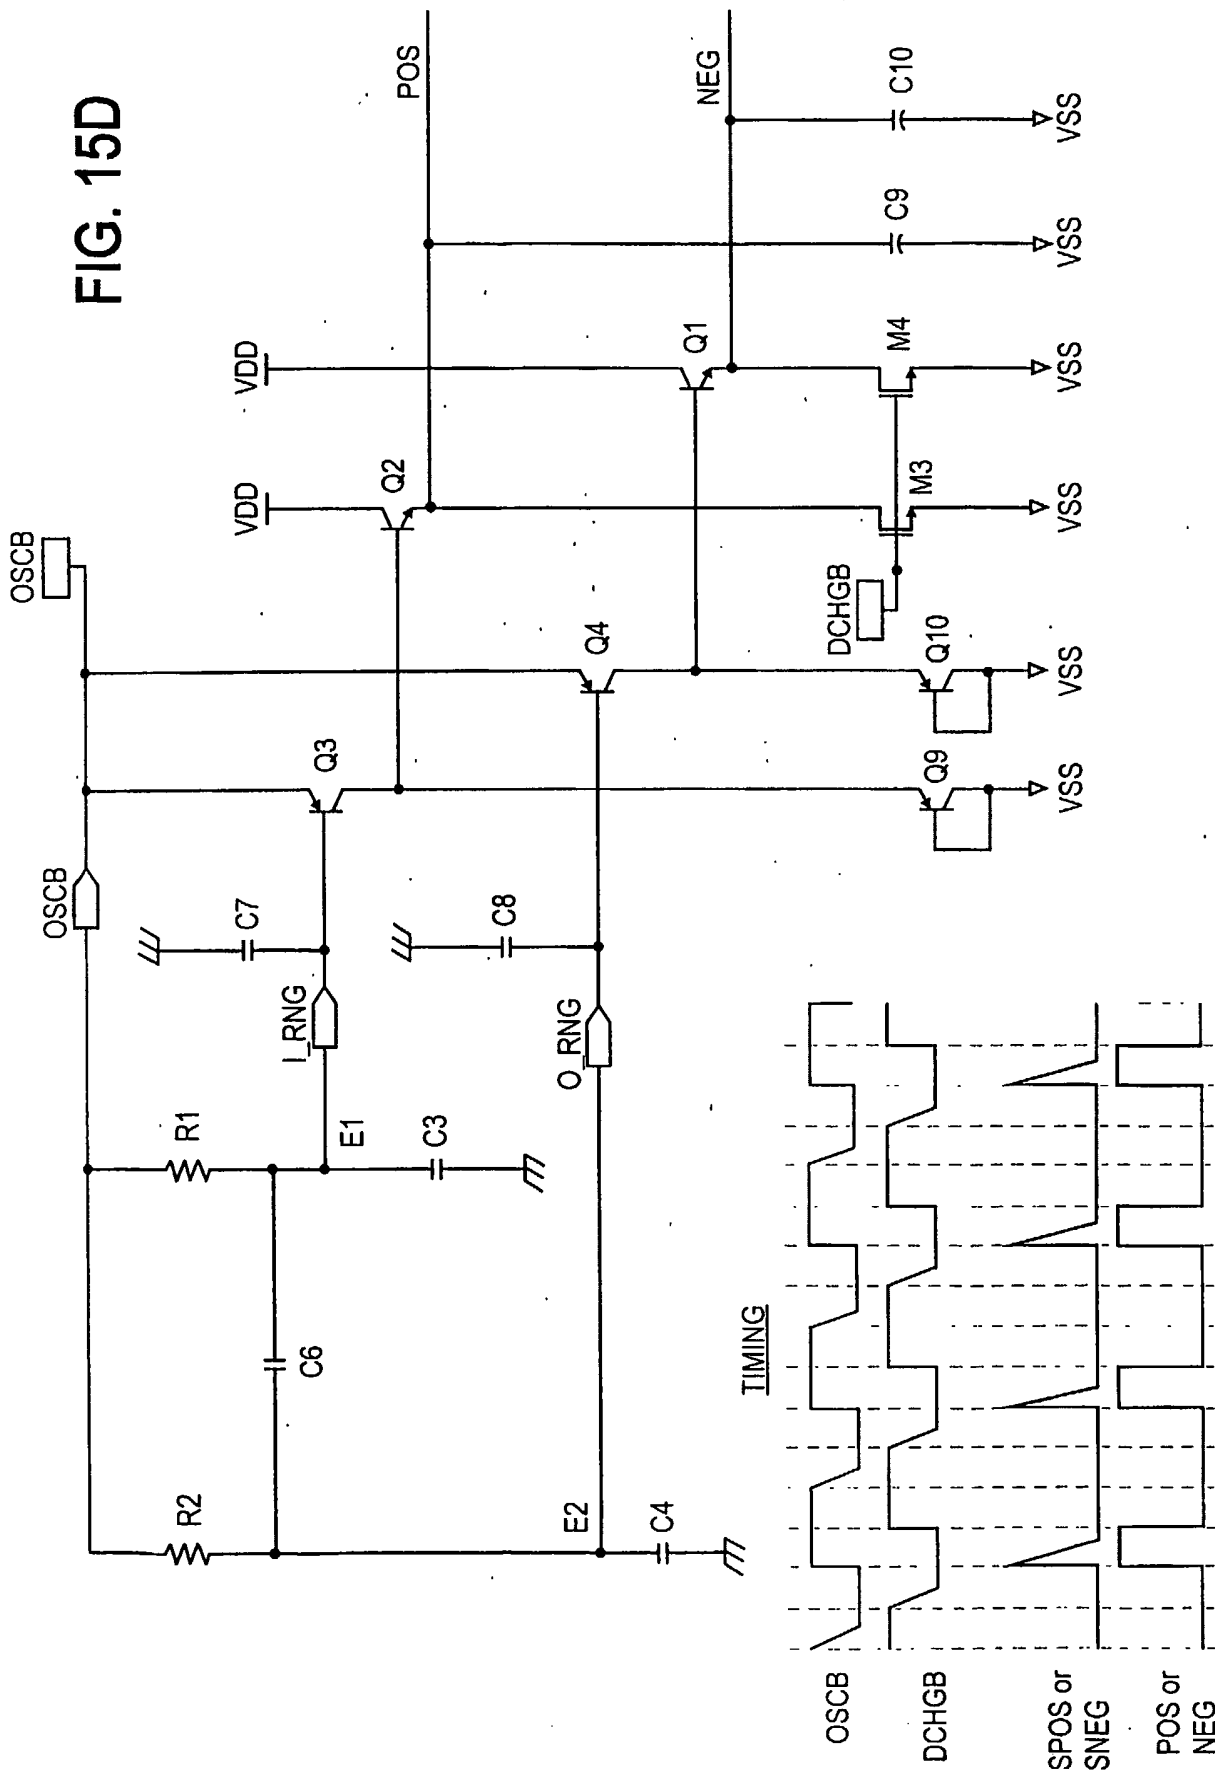 FIG. 15D
OSCB
OSCB
VDD
VDD
POS
NEG
Q2
Q1
Q3
Q4
R1
R2
C7
C8
I_RNG
O_RNG
E1
E2
C3
C4
C6
C9
C10
M3
M4
DCHGB
Q9
Q10
VSS
VSS
VSS
VSS
VSS
VSS
TIMING
OSCB
DCHGB
SPOS or
SNEG
POS or
NEG